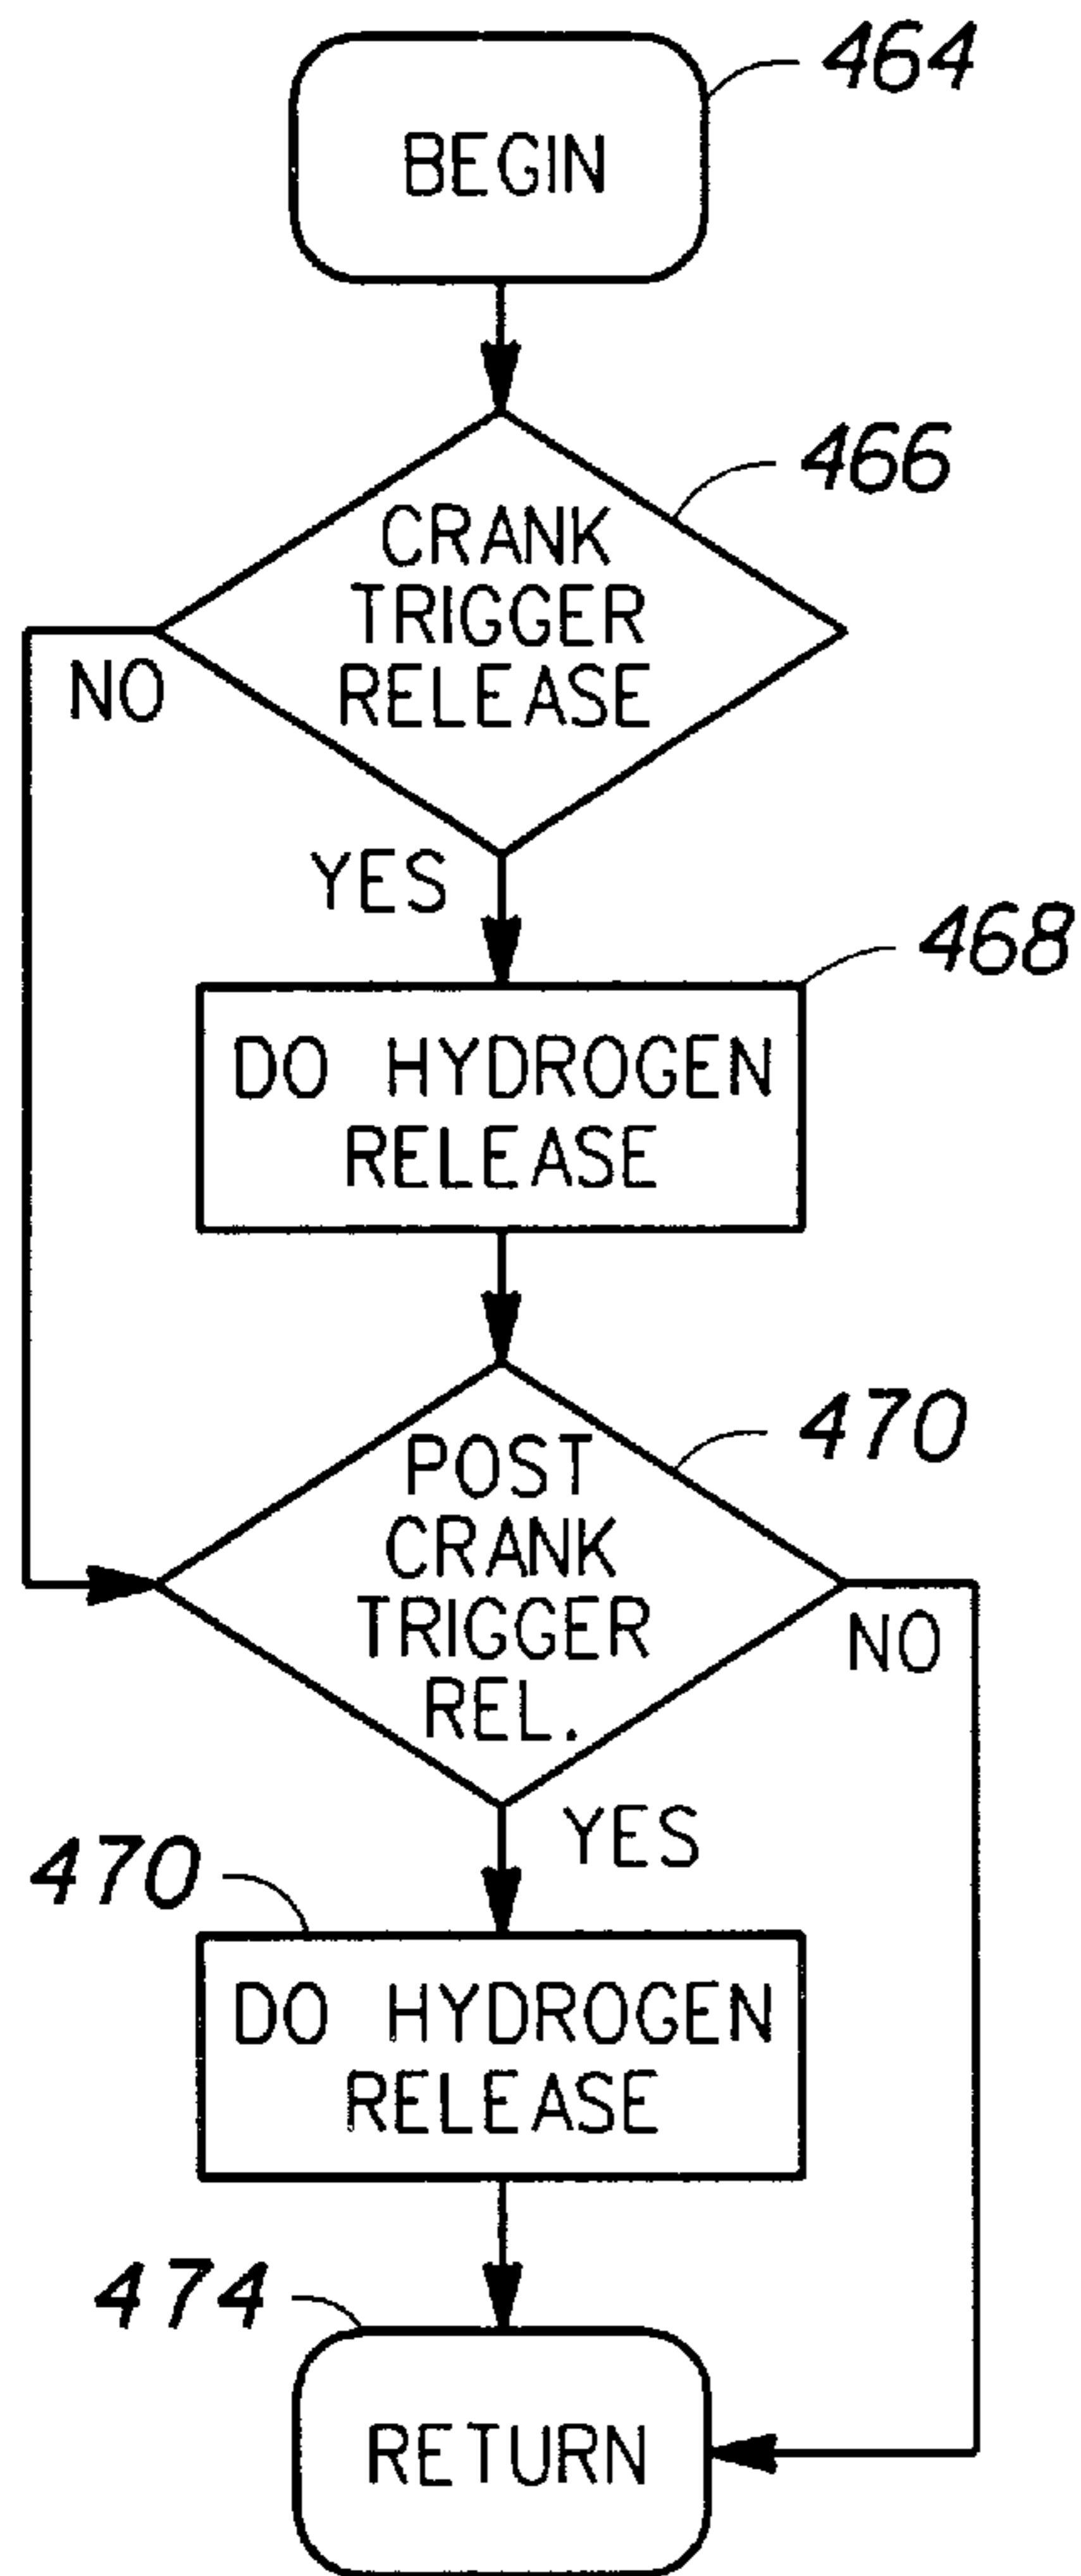 464
BEGIN
466
CRANK
TRIGGER
RELEASE
NO
YES
468
DO HYDROGEN
RELEASE
470
POST
CRANK
TRIGGER
REL.
NO
YES
470
DO HYDROGEN
RELEASE
474
RETURN